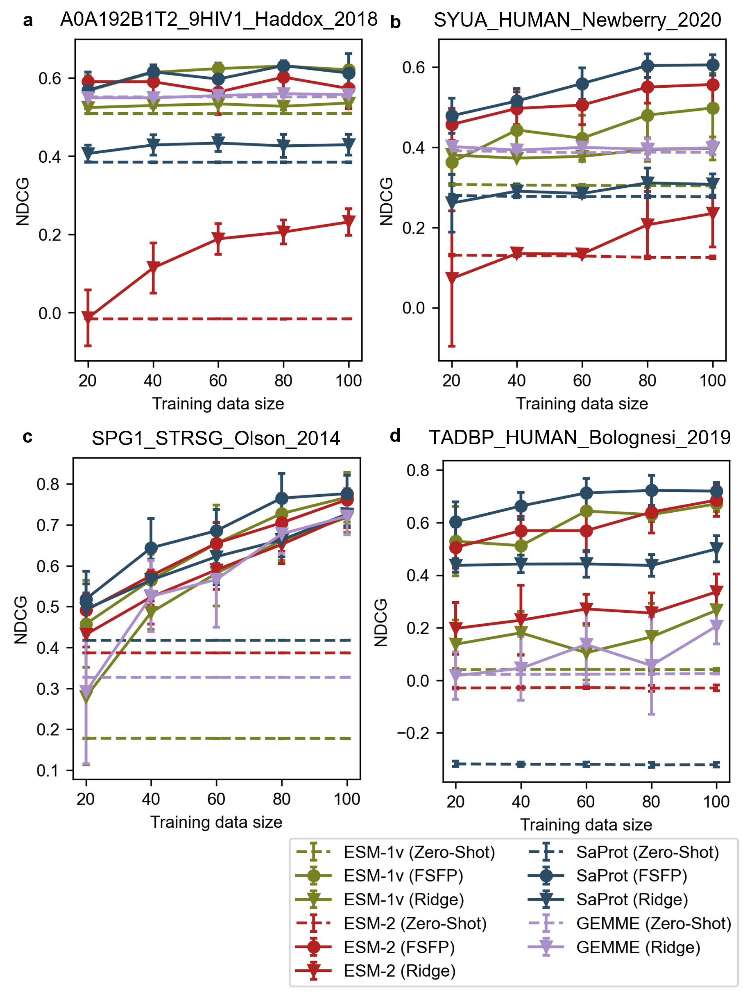 a A0A192B1T2_9HIV1_Haddox_2018
0.6
0.4
0.2
0.0
NDCG
20 40 60 80 100
Training data size
b SYUA_HUMAN_Newberry_2020
0.6
0.4
0.2
0.0
NDCG
20 40 60 80 100
Training data size
c SPG1_STRSG_Olson_2014
0.8
0.7
0.6
0.5
0.4
0.3
0.2
0.1
NDCG
20 40 60 80 100
Training data size
d TADBP_HUMAN_Bolognesi_2019
0.8
0.6
0.4
0.2
0.0
−0.2
NDCG
20 40 60 80 100
Training data size
ESM-1v (Zero-Shot)
ESM-1v (FSFP)
ESM-1v (Ridge)
ESM-2 (Zero-Shot)
ESM-2 (FSFP)
ESM-2 (Ridge)
SaProt (Zero-Shot)
SaProt (FSFP)
SaProt (Ridge)
GEMME (Zero-Shot)
GEMME (Ridge)